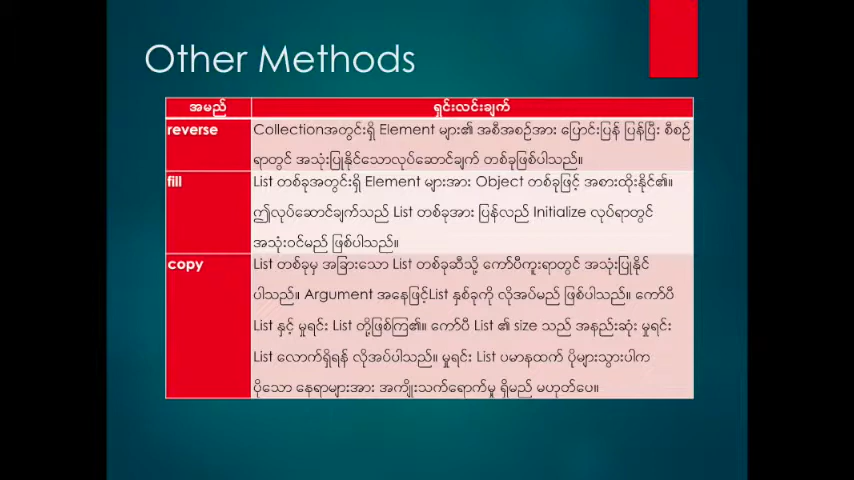 Other Methods
အမည် ရှင်းလင်းချက်
reverse Collectionအတွင်းရှိ Element များ၏ အစီအစဉ်အား ပြောင်းပြန် ပြန်ပြီး စီစဉ်
ရာတွင် အသုံးပြုနိုင်သောလုပ်ဆောင်ချက် တစ်ခုဖြစ်ပါသည်။
fill List တစ်ခုအတွင်းရှိ Element များအား Object တစ်ခုဖြင့် အစားထိုးနိုင်၏။
ဤလုပ်ဆောင်ချက်သည် List တစ်ခုအား ပြန်လည် Initialize လုပ်ရာတွင်
အသုံးဝင်မည် ဖြစ်ပါသည်။
copy List တစ်ခုမှ အခြားသော List တစ်ခုဆီသို့ ကော်ပီကူးရာတွင် အသုံးပြုနိုင်
ပါသည်။ Argument အနေဖြင့်List နှစ်ခုကို လိုအပ်မည် ဖြစ်ပါသည်။ ကော်ပီ
List နှင့် မူရင်း List တို့ဖြစ်ကြ၏။ ကော်ပီ List ၏ size သည် အနည်းဆုံး မူရင်း
List လောက်ရှိရန် လိုအပ်ပါသည်။ မူရင်း List ပမာနထက် ပိုများသွားပါက
ပိုသော နေရာများအား အကျိုးသက်ရောက်မှု ရှိမည် မဟုတ်ပေ။